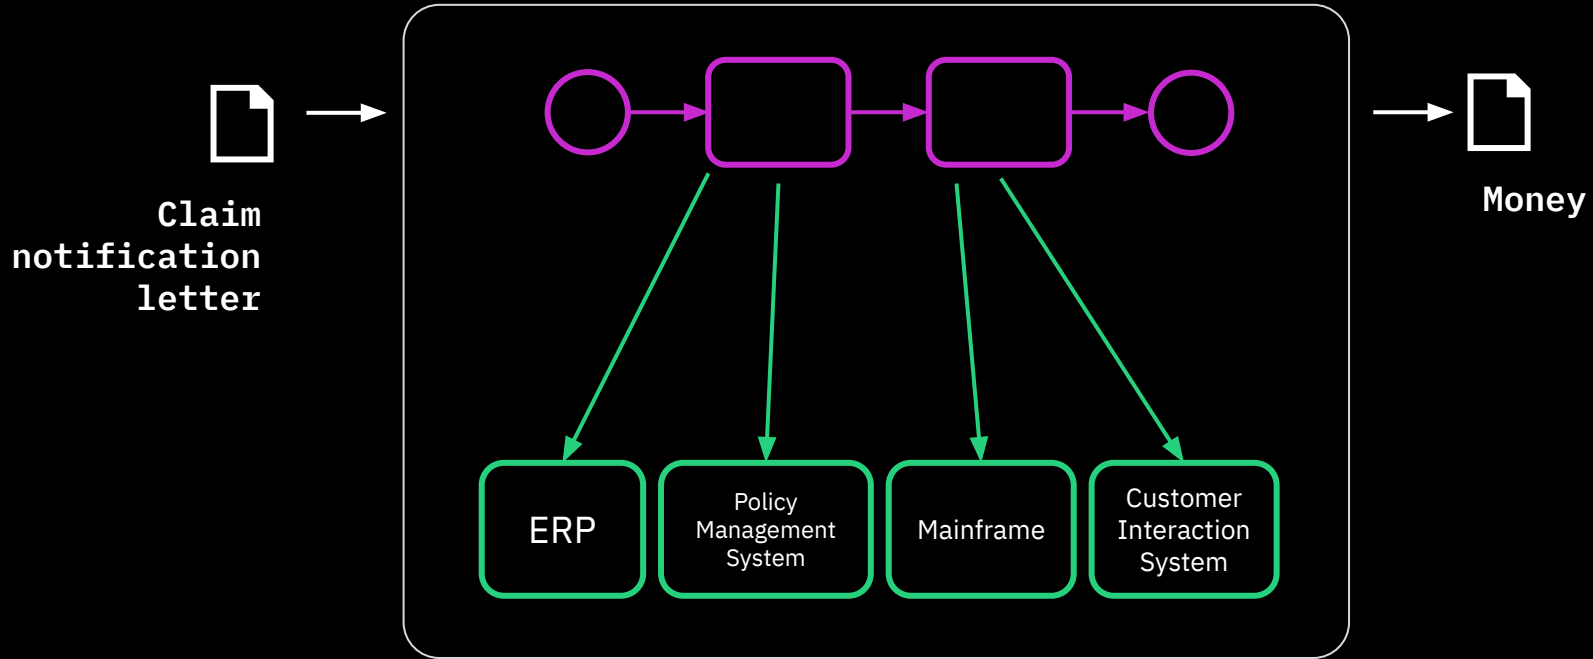 Claim
notification
letter
Money
ERP
Policy
Management
System
Mainframe
Customer
Interaction
System